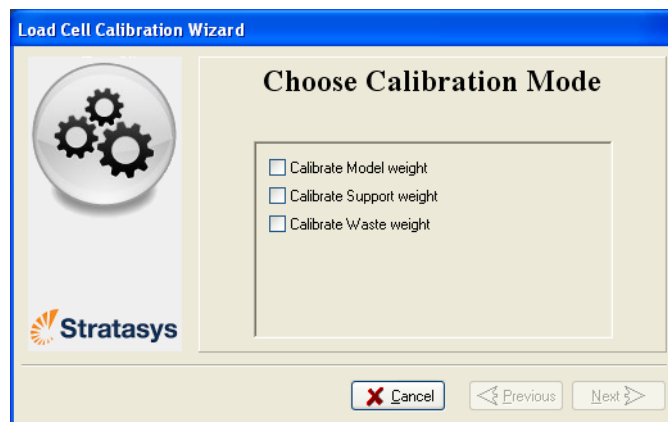 Load Cell Calibration Wizard
Choose Calibration Mode
Calibrate Model weight
Calibrate Support weight
Calibrate Waste weight
Stratasys
Cancel
Previous
Next